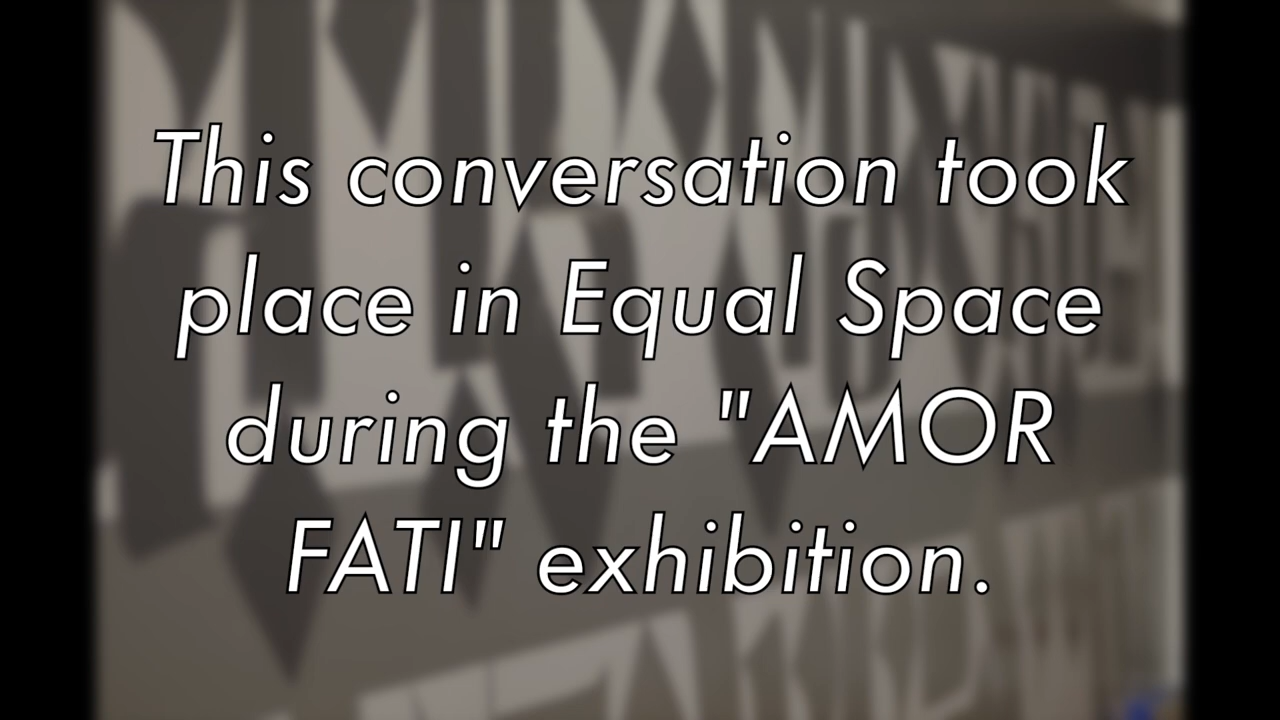 This conversation took
place in Equal Space
during the "AMOR
FATI" exhibition.